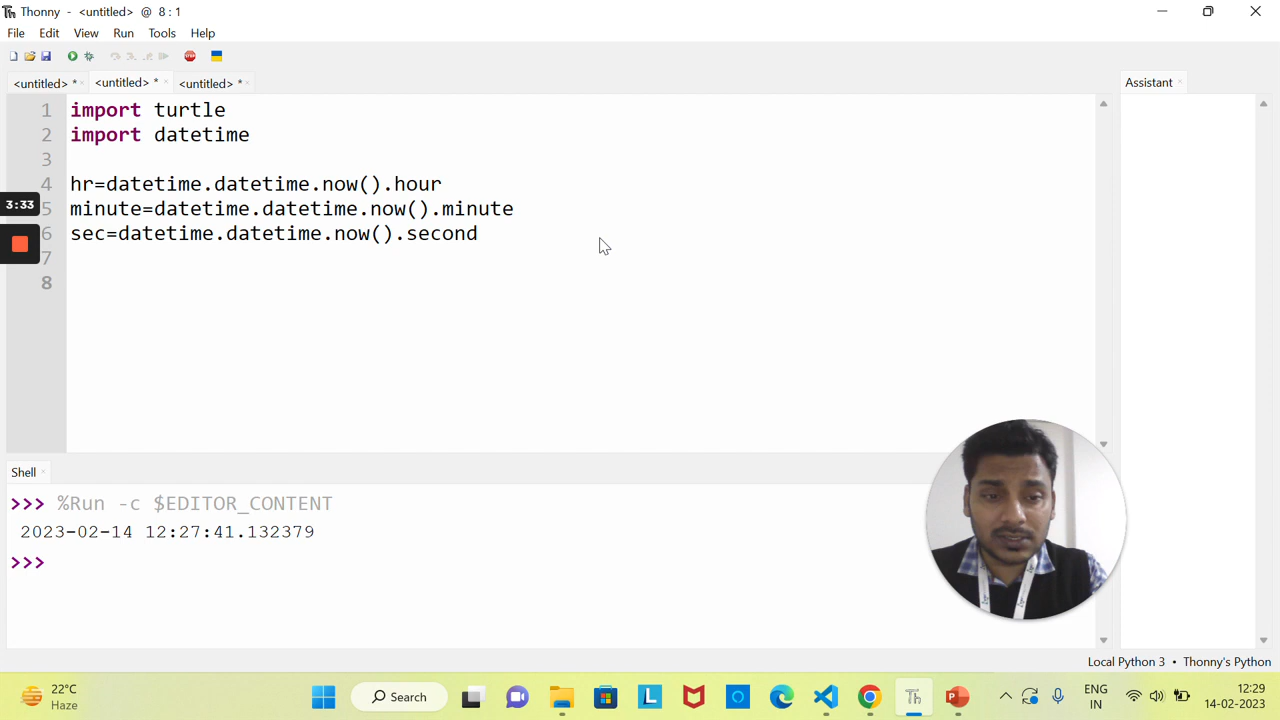 Thonny - <untitled> @ 8 : 1
File Edit View Run Tools Help
<untitled> * <untitled> * <untitled> *
Assistant
1 import turtle
2 import datetime
3
4 hr=datetime.datetime.now().hour
3:33
5 minute=datetime.datetime.now().minute
6 sec=datetime.datetime.now().second
7
8
Shell
>>> %Run -c $EDITOR_CONTENT
2023-02-14 12:27:41.132379
>>>
Local Python 3 • Thonny's Python
22°C
Haze
Search
ENG
IN
12:29
14-02-2023